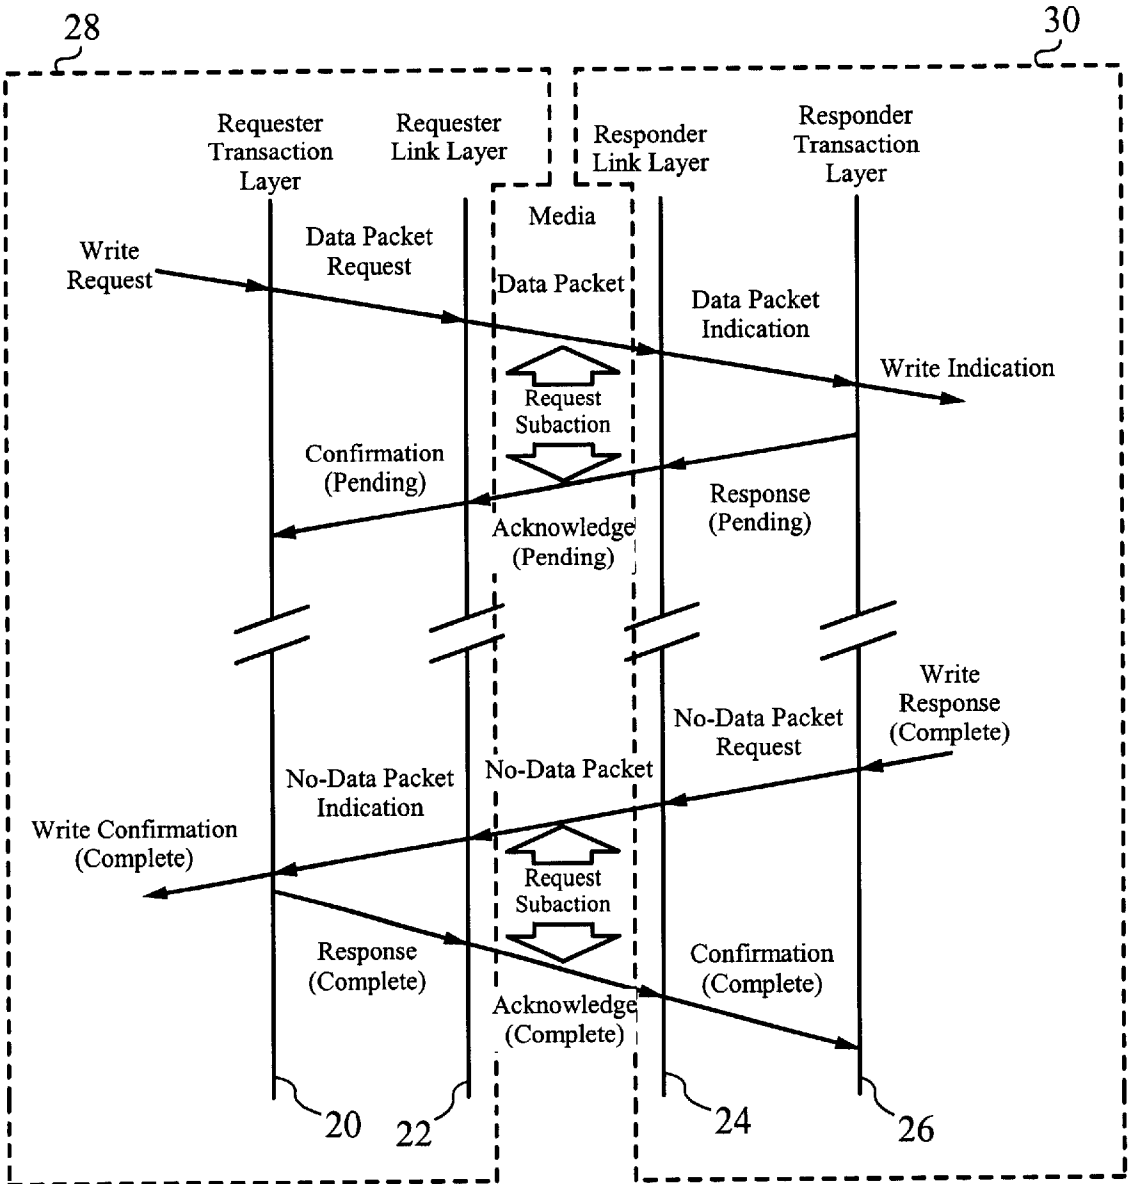 28
30
Requester
Transaction
Layer
Requester
Link Layer
Responder
Link Layer
Responder
Transaction
Layer
Media
Write
Request
Data Packet
Request
Data Packet
Data Packet
Indication
Write Indication
Request
Subaction
Confirmation
(Pending)
Acknowledge
(Pending)
Response
(Pending)
Write
Response
(Complete)
No-Data Packet
Request
No-Data Packet
No-Data Packet
Indication
Write Confirmation
(Complete)
Request
Subaction
Response
(Complete)
Acknowledge
(Complete)
Confirmation
(Complete)
20
22
24
26